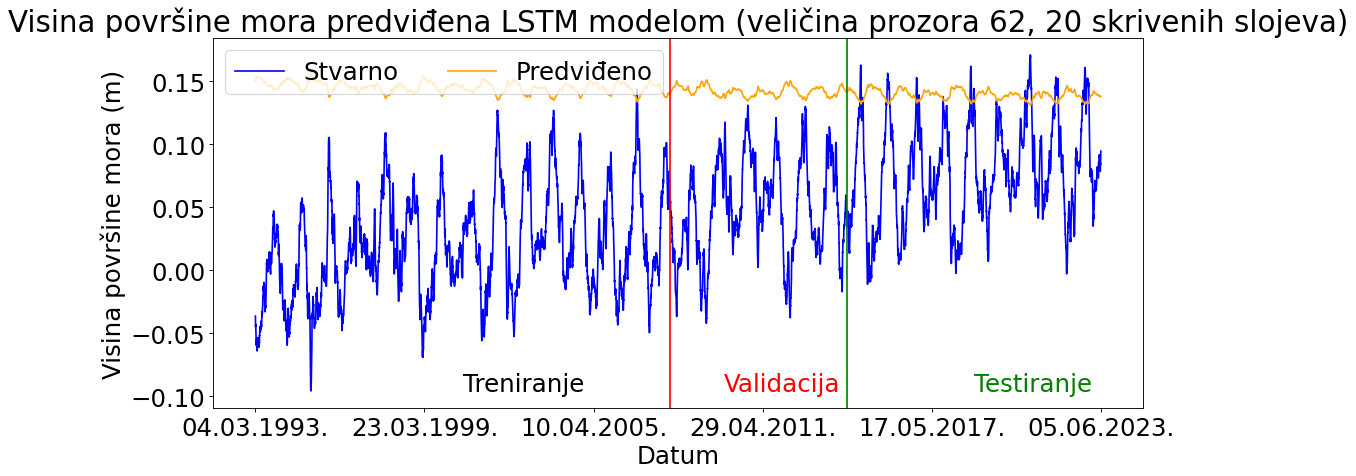 Visina površine mora predviđena LSTM modelom (veličina prozora 62, 20 skrivenih slojeva)
Stvarno Predviđeno
Visina površine mora (m)
0.15
0.10
0.05
0.00
−0.05
−0.10
Treniranje Validacija Testiranje
04.03.1993. 23.03.1999. 10.04.2005. 29.04.2011. 17.05.2017. 05.06.2023.
Datum